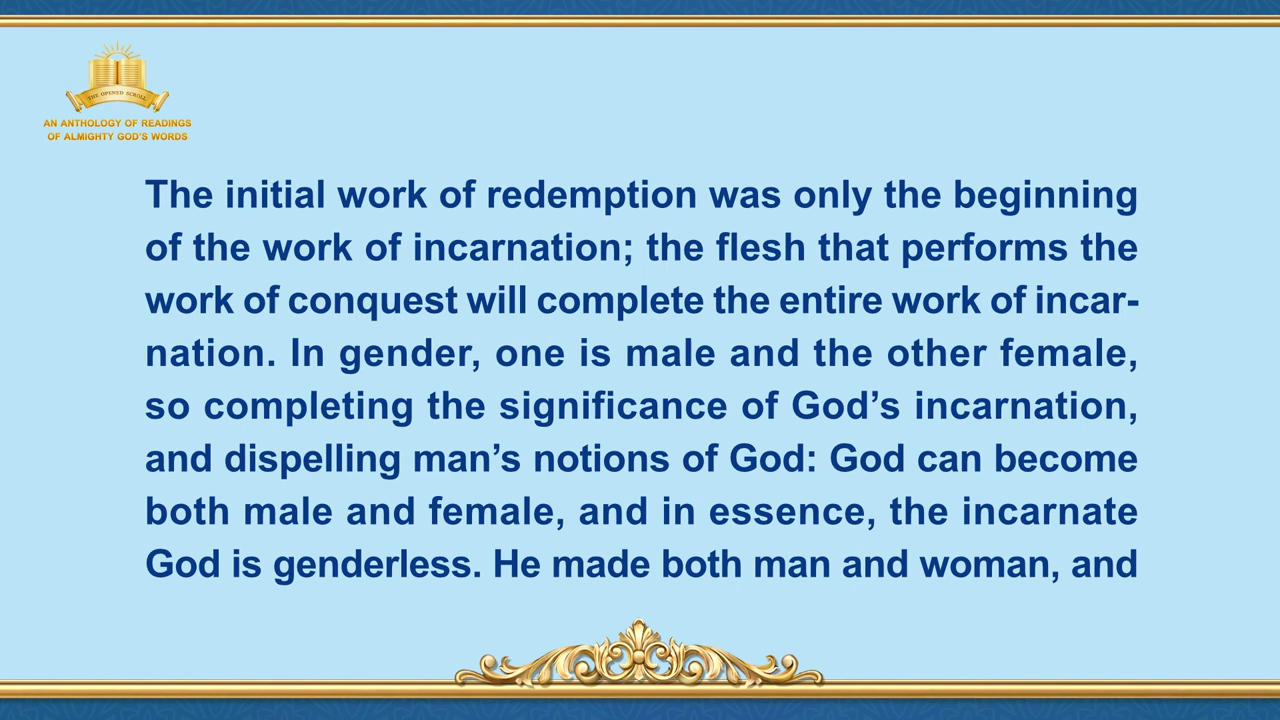 THE OPENED SCROLL
AN ANTHOLOGY OF READINGS
OF ALMIGHTY GOD'S WORDS
The initial work of redemption was only the beginning
of the work of incarnation; the flesh that performs the
work of conquest will complete the entire work of incar-
nation. In gender, one is male and the other female,
so completing the significance of God’s incarnation,
and dispelling man’s notions of God: God can become
both male and female, and in essence, the incarnate
God is genderless. He made both man and woman, and